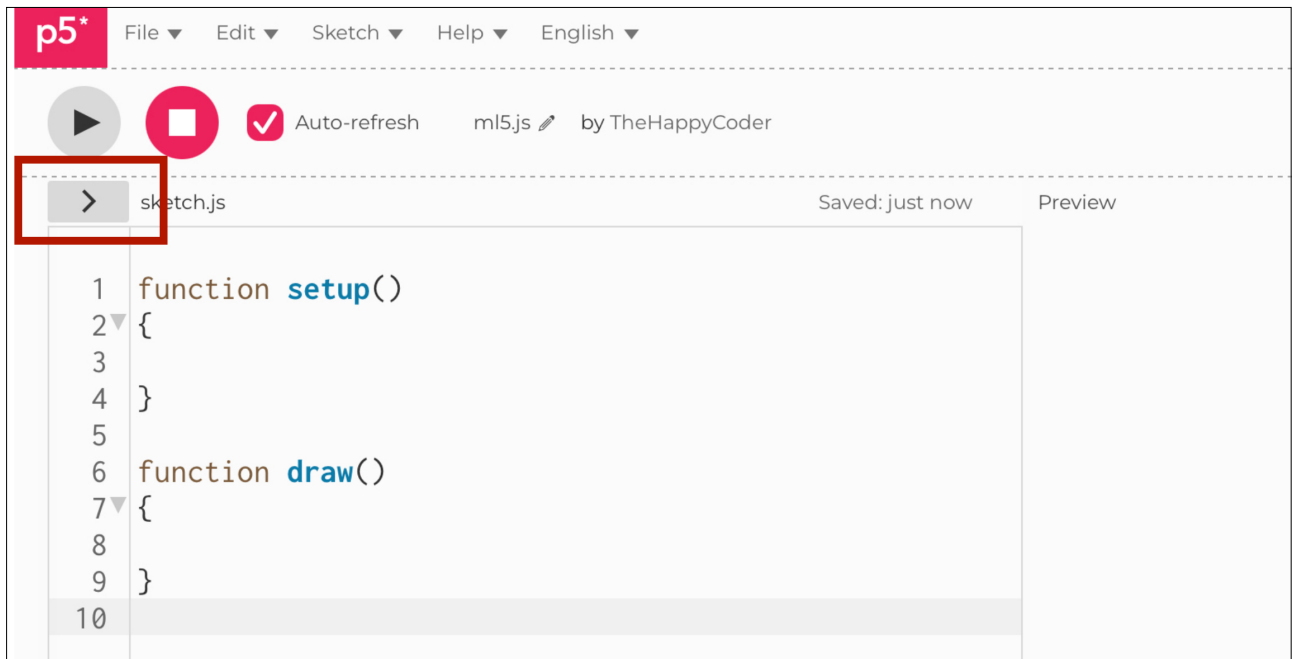 p5* File ▼ Edit ▼ Sketch ▼ Help ▼ English ▼
Auto-refresh ml5.js by TheHappyCoder
> sketch.js Saved: just now Preview
1 function setup()
2 {
3
4 }
5
6 function draw()
7 {
8
9 }
10